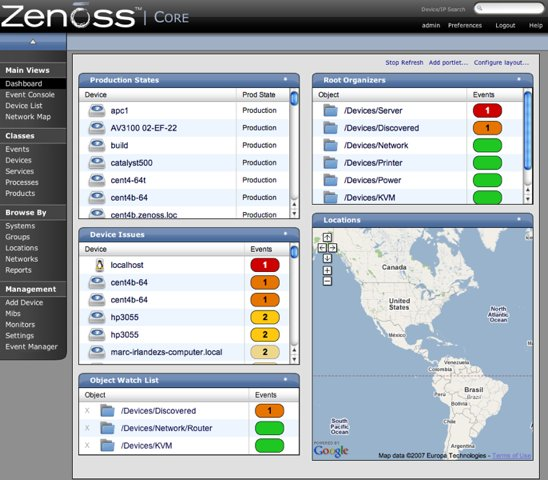 Zenoss™ | CORE
Device/IP Search
admin Preferences Logout Help
Stop Refresh Add portlet... Configure layout...
Main Views
Dashboard
Event Console
Device List
Network Map
Classes
Events
Devices
Services
Processes
Products
Browse By
Systems
Groups
Locations
Networks
Reports
Management
Add Device
Mibs
Monitors
Settings
Event Manager
Production States *
Device Prod State
apc1 Production
AV3100 02-EF-22 Production
build Production
catalyst500 Production
cent4-64t Production
cent4b-64 Production
cent4b.zenoss.loc Production
Device Issues *
Device Events
localhost 1
cent4b-64 1
cent4b-64 1
hp3055 2
hp3055 2
marc-irlandezs-computer.local 2
Object Watch List *
Object Events
X /Devices/Discovered 1
X /Devices/Network/Router
X /Devices/KVM
Root Organizers *
Object Events
/Devices/Server 1
/Devices/Discovered 1
/Devices/Network
/Devices/Printer
/Devices/Power
/Devices/KVM
Locations *
Canada
United States
North Atlantic Ocean
México
Venezuela
Colombia
Brasil
Perú
Chile
South Pacific Ocean
Argentina
POWERED BY
Google
Map data ©2007 Europa Technologies - Terms of Use